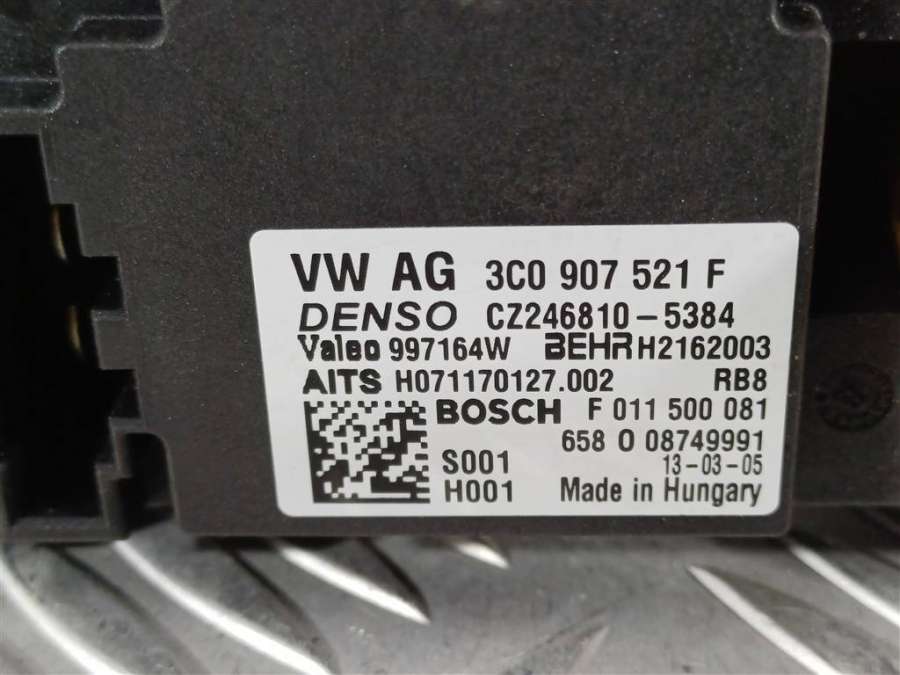 VW AG 3C0 907 521 F
DENSO CZ246810-5384
Valeo 997164W BEHR H2162003
AITS H071170127.002 RB8
BOSCH F 011 500 081
658 0 08749991
S001 13-03-05
H001 Made in Hungary